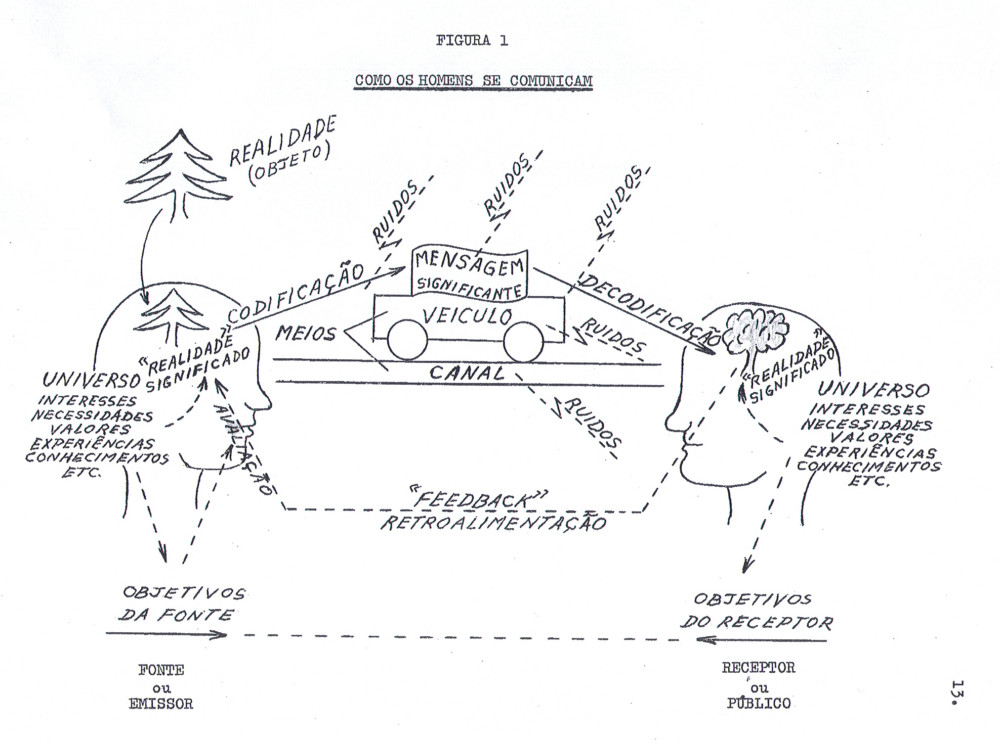 FIGURA 1
COMO OS HOMENS SE COMUNICAM
REALIDADE
(OBJETO)
RUIDOS
RUIDOS
RUIDOS
CODIFICAÇÃO
MENSAGEM
SIGNIFICANTE
DECODIFICAÇÃO
MEIOS
VEICULO
RUIDOS
CANAL
RUIDOS
"REALIDADE"
SIGNIFICADO
UNIVERSO
INTERESSES
NECESSIDADES
VALORES
EXPERIÊNCIAS
CONHECIMENTOS
ETC.
AVALIAÇÃO
"REALIDADE"
SIGNIFICADO
UNIVERSO
INTERESSES
NECESSIDADES
VALORES
EXPERIÊNCIAS
CONHECIMENTOS
ETC.
"FEEDBACK"
RETROALIMENTAÇÃO
OBJETIVOS
DA FONTE
OBJETIVOS
DO RECEPTOR
FONTE
ou
EMISSOR
RECEPTOR
ou
PÚBLICO
13.